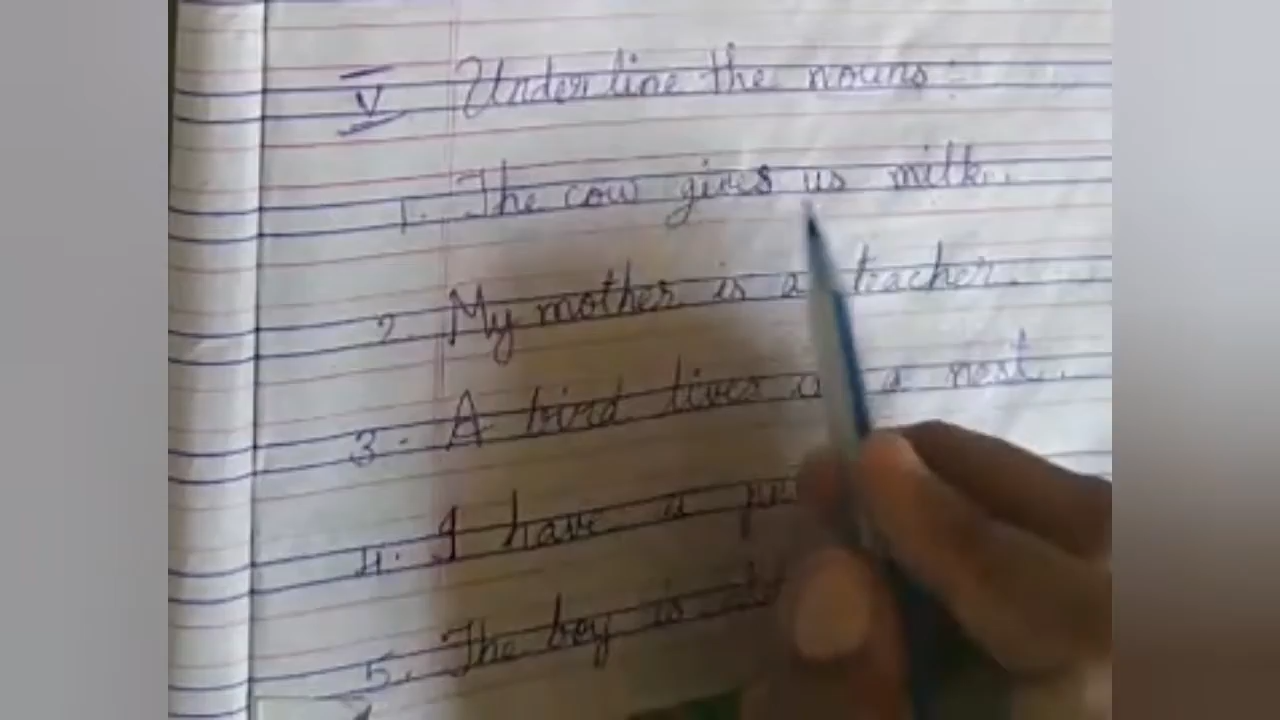 V Underline the nouns:
1. The cow gives us milk.
2. My mother is a teacher.
3. A bird lives in a nest.
4. I have a
5. The boy is